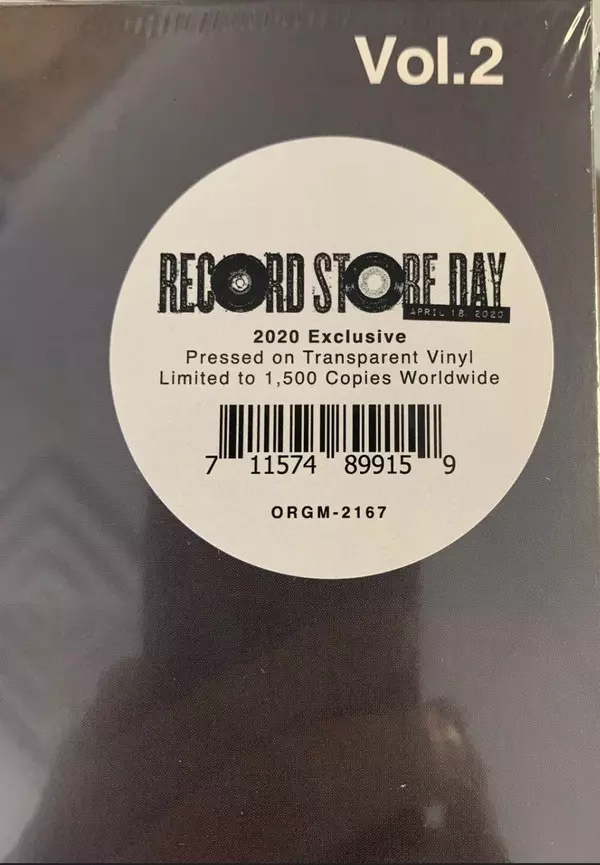 Vol.2
RECORD STORE DAY
APRIL 18, 2020
2020 Exclusive
Pressed on Transparent Vinyl
Limited to 1,500 Copies Worldwide
7 11574 89915 9
ORGM-2167